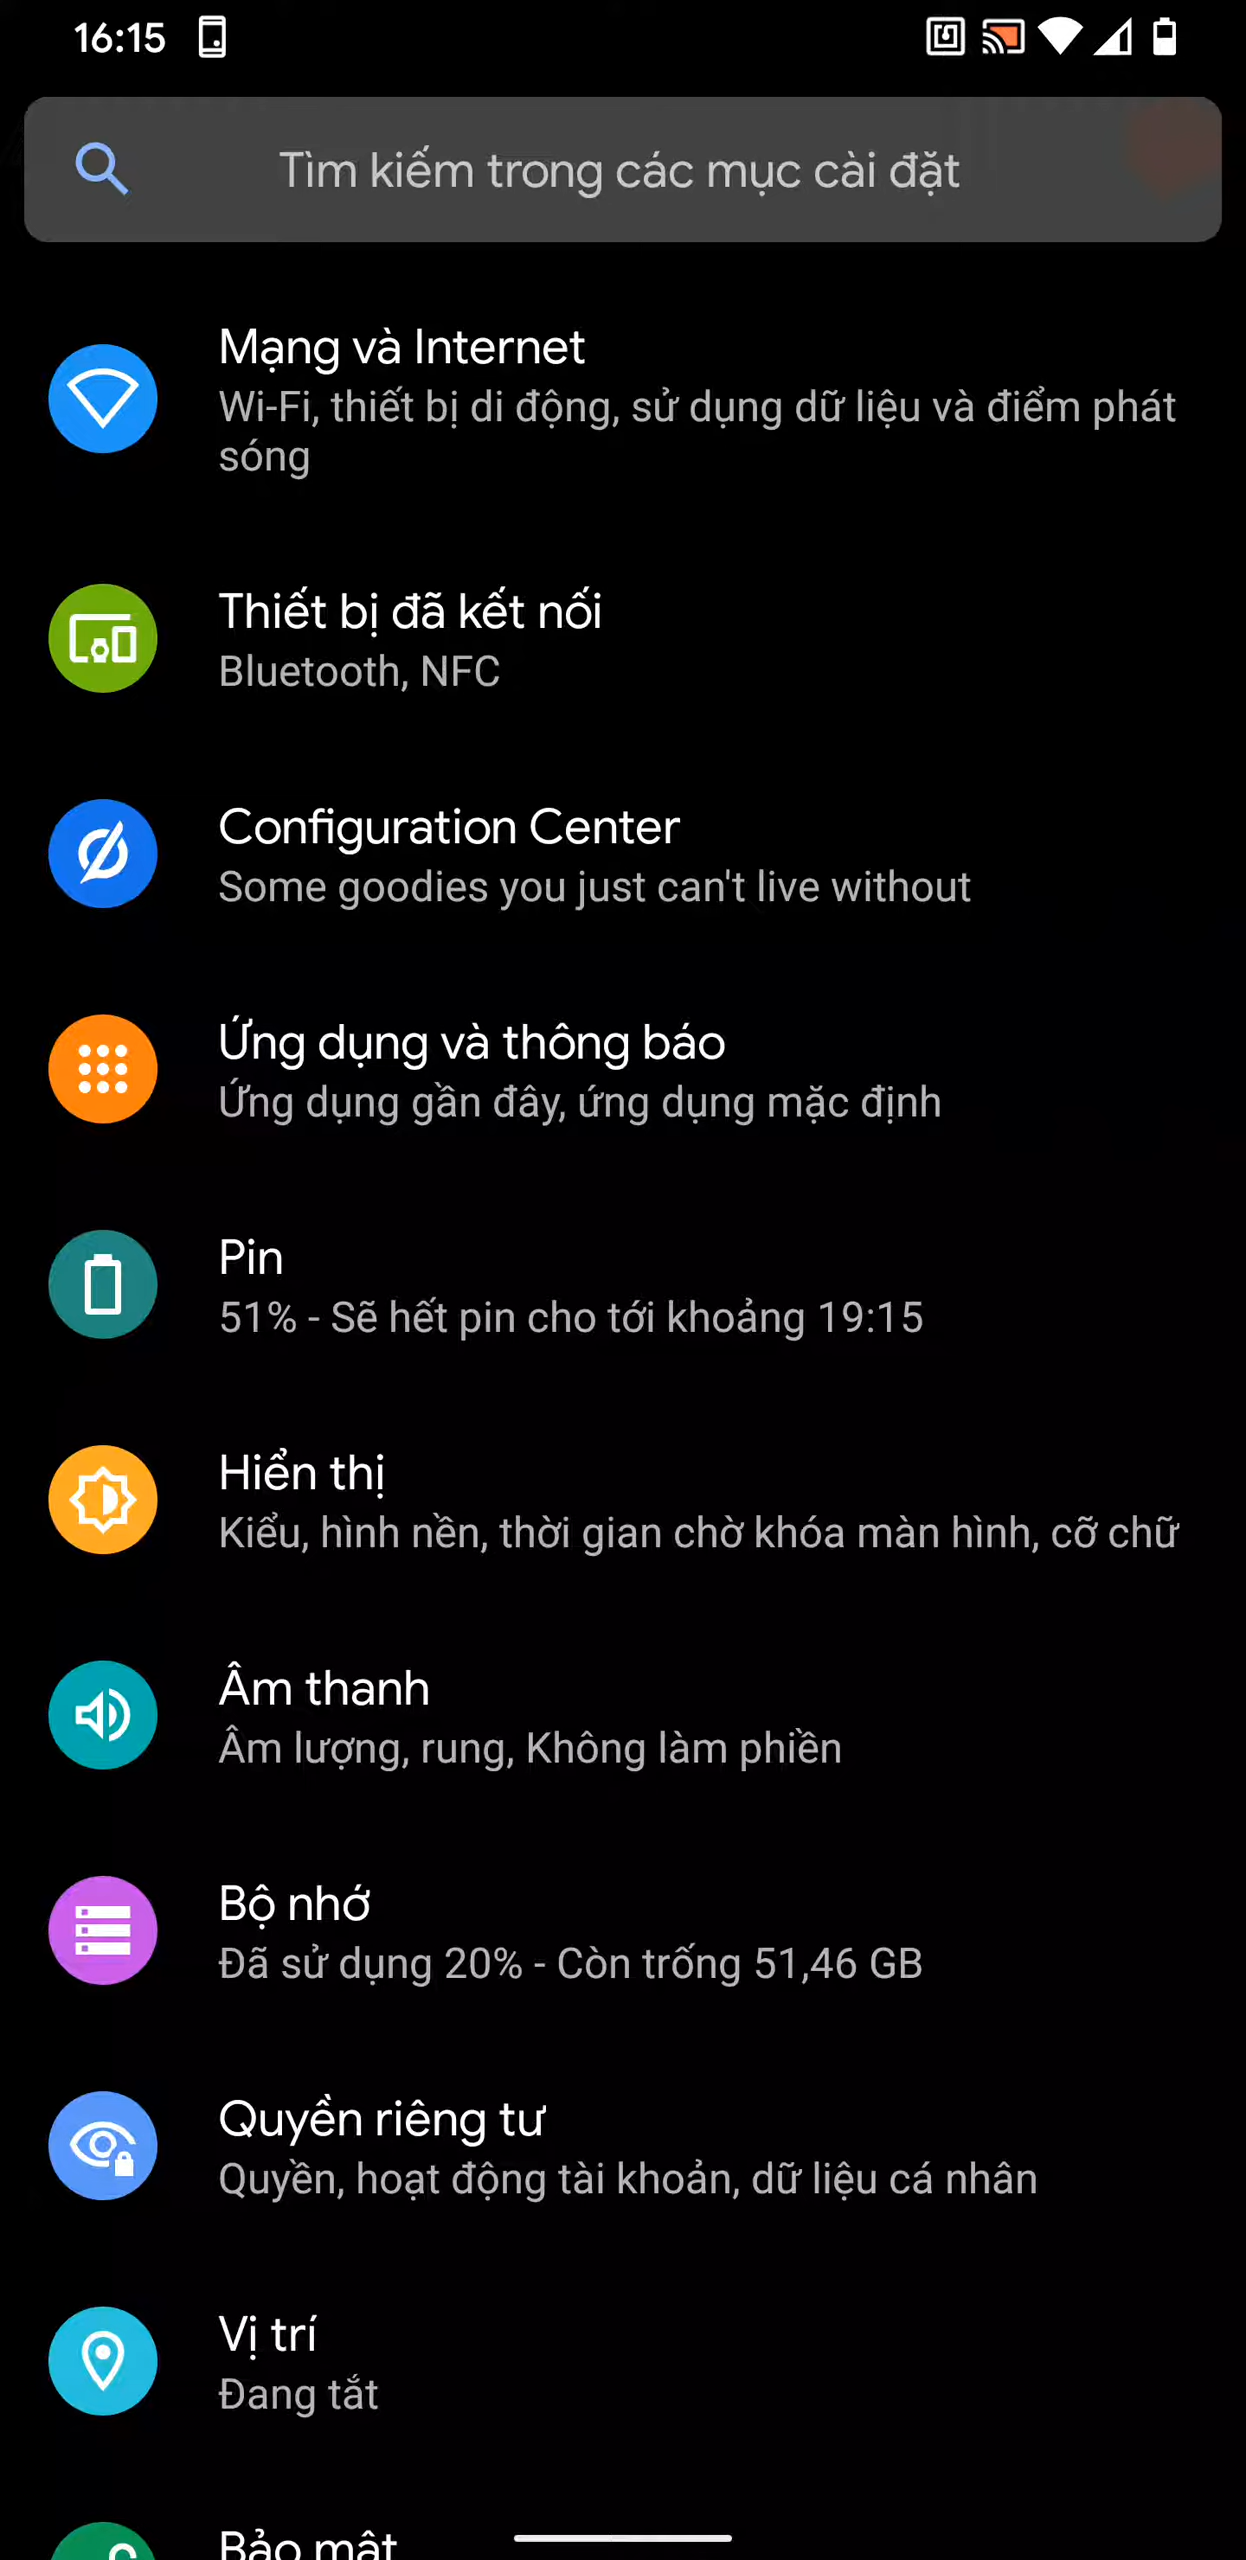 16:15
Tìm kiếm trong các mục cài đặt
Mạng và Internet
Wi-Fi, thiết bị di động, sử dụng dữ liệu và điểm phát
sóng
Thiết bị đã kết nối
Bluetooth, NFC
Configuration Center
Some goodies you just can't live without
Ứng dụng và thông báo
Ứng dụng gần đây, ứng dụng mặc định
Pin
51% - Sẽ hết pin cho tới khoảng 19:15
Hiển thị
Kiểu, hình nền, thời gian chờ khóa màn hình, cỡ chữ
Âm thanh
Âm lượng, rung, Không làm phiền
Bộ nhớ
Đã sử dụng 20% - Còn trống 51,46 GB
Quyền riêng tư
Quyền, hoạt động tài khoản, dữ liệu cá nhân
Vị trí
Đang tắt
Bảo mật